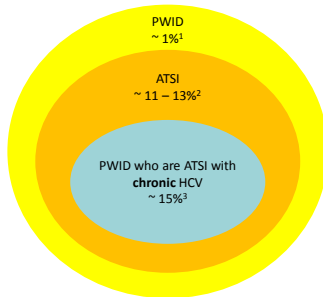 PWID
~ 1%¹
ATSI
~ 11 – 13%²
PWID who are ATSI with
chronic HCV
~ 15%³